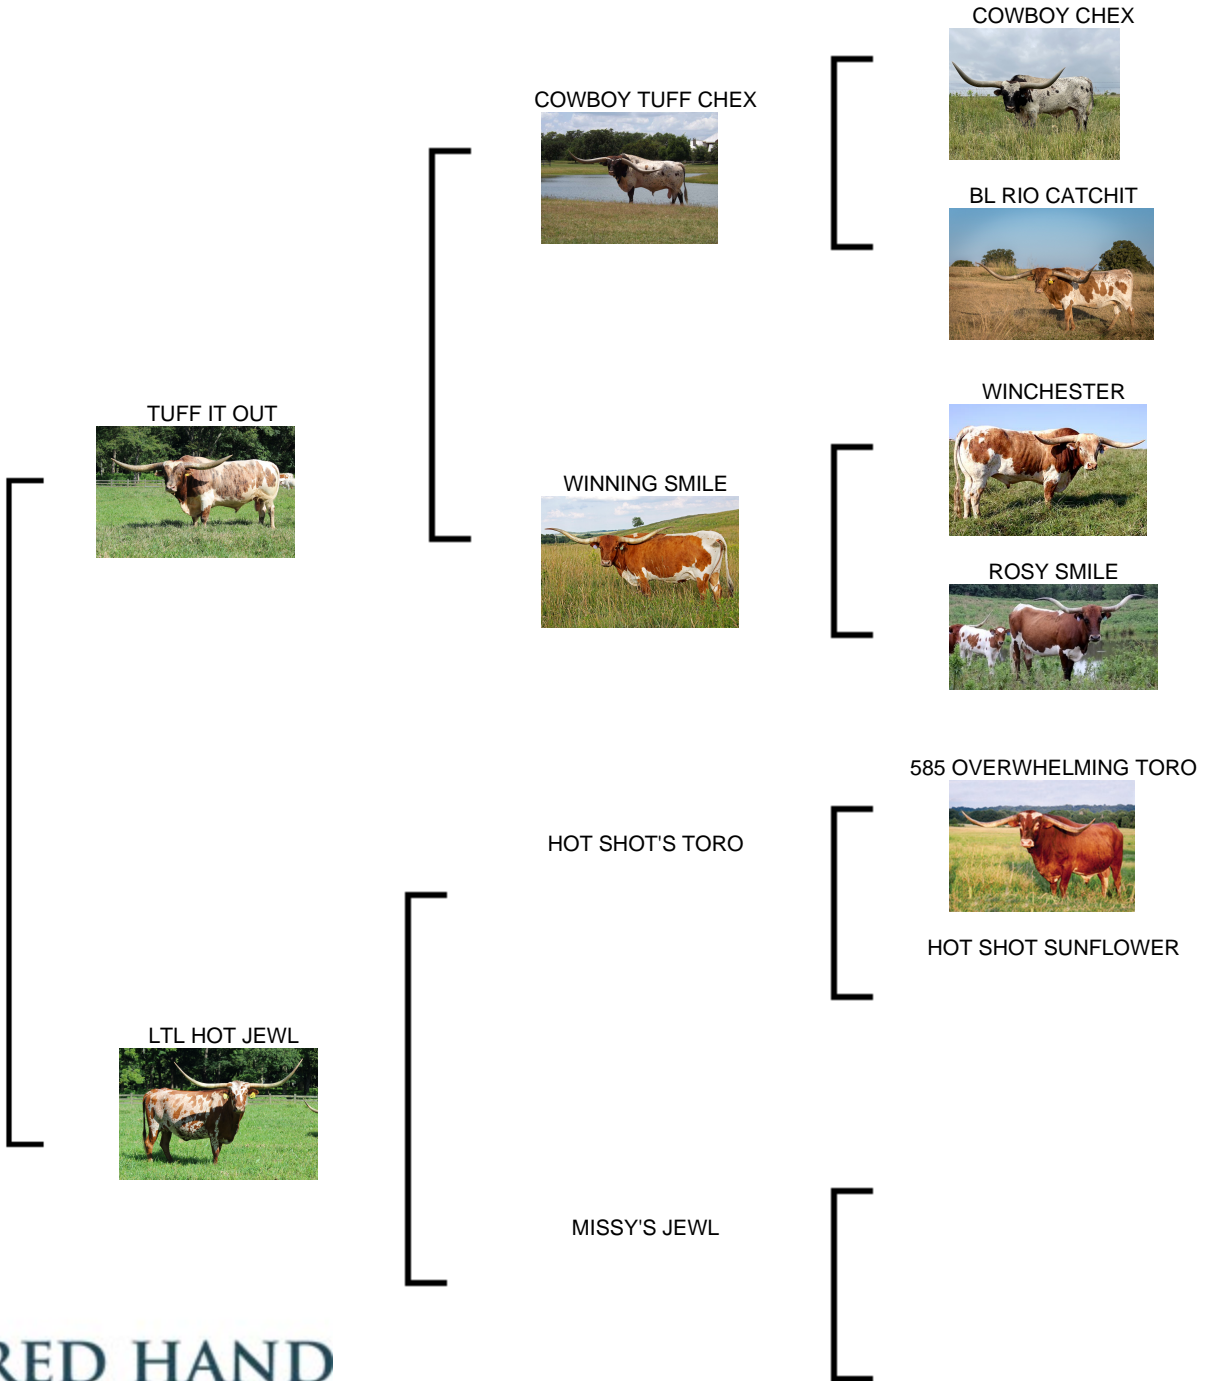 COWBOY CHEX
COWBOY TUFF CHEX
BL RIO CATCHIT
TUFF IT OUT
WINCHESTER
WINNING SMILE
ROSY SMILE
585 OVERWHELMING TORO
HOT SHOT'S TORO
HOT SHOT SUNFLOWER
LTL HOT JEWL
MISSY'S JEWL
RED HAND